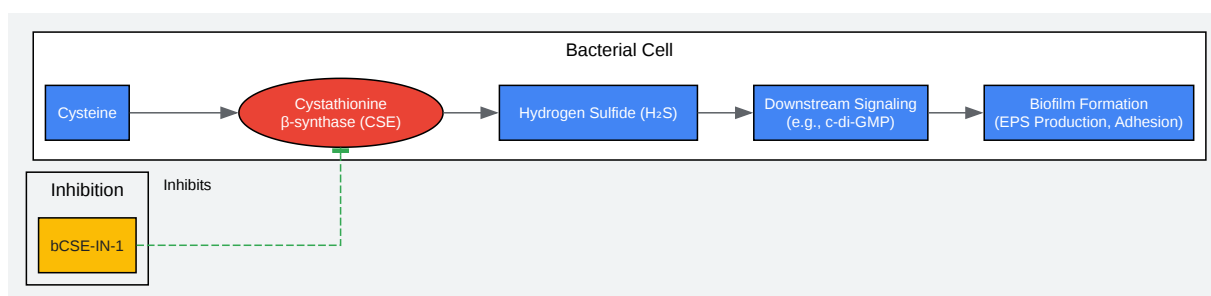 Bacterial Cell
Cysteine
Cystathionine
β-synthase (CSE)
Hydrogen Sulfide (H₂S)
Downstream Signaling
(e.g., c-di-GMP)
Biofilm Formation
(EPS Production, Adhesion)
Inhibition
Inhibits
bCSE-IN-1